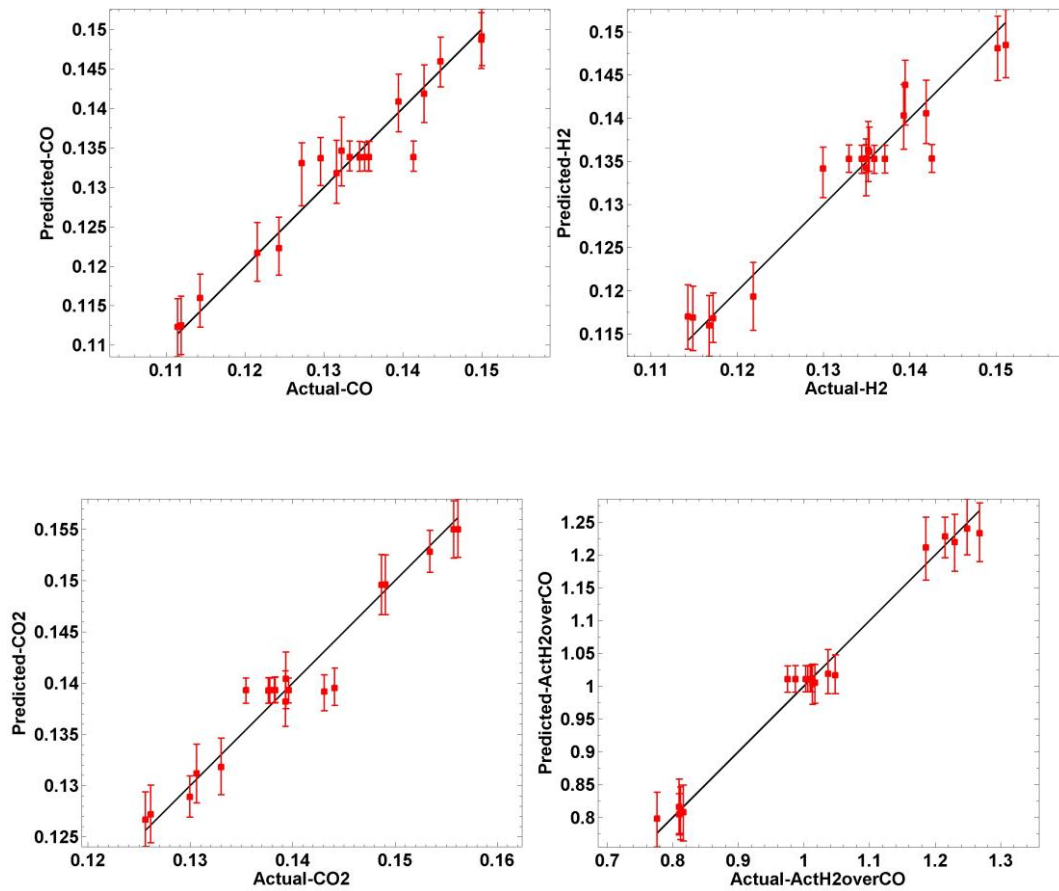 0.15
0.145
0.14
0.135
0.13
0.125
0.12
0.115
0.11
Predicted-CO
0.11 0.12 0.13 0.14 0.15
Actual-CO
0.15
0.145
0.14
0.135
0.13
0.125
0.12
0.115
Predicted-H2
0.11 0.12 0.13 0.14 0.15
Actual-H2
0.155
0.15
0.145
0.14
0.135
0.13
0.125
Predicted-CO2
0.12 0.13 0.14 0.15 0.16
Actual-CO2
1.25
1.2
1.15
1.1
1.05
1
0.95
0.9
0.85
0.8
Predicted-ActH2overCO
0.7 0.8 0.9 1 1.1 1.2 1.3
Actual-ActH2overCO